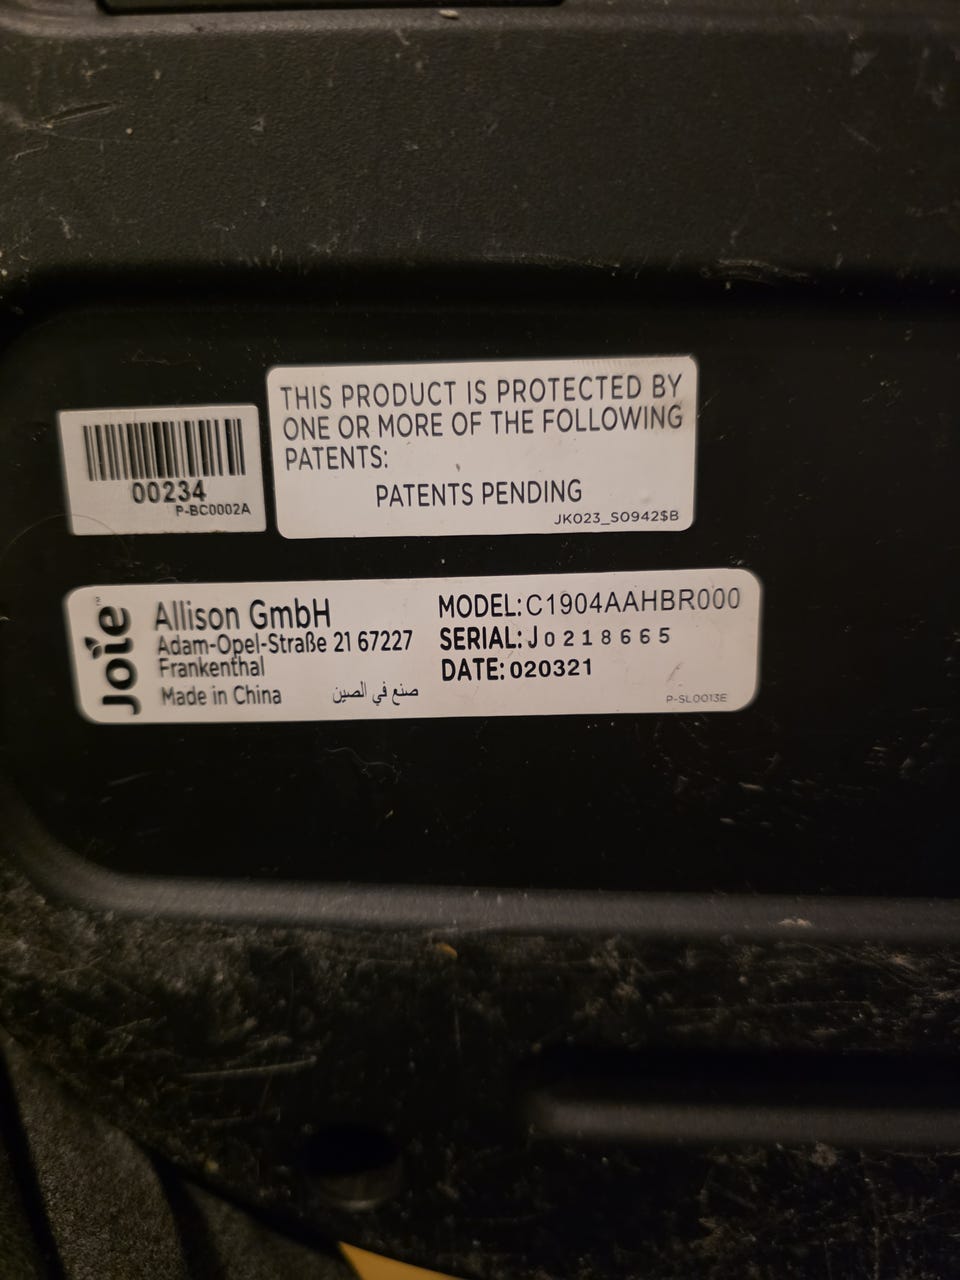 THIS PRODUCT IS PROTECTED BY
ONE OR MORE OF THE FOLLOWING
PATENTS:
PATENTS PENDING
JK023_S0942$B
00234
P-BC0002A
Joie™
Allison GmbH
Adam-Opel-Straße 21 67227
Frankenthal
Made in China
صنع في الصين
MODEL: C1904AAHBR000
SERIAL: J0218665
DATE: 020321
P-SL0013E